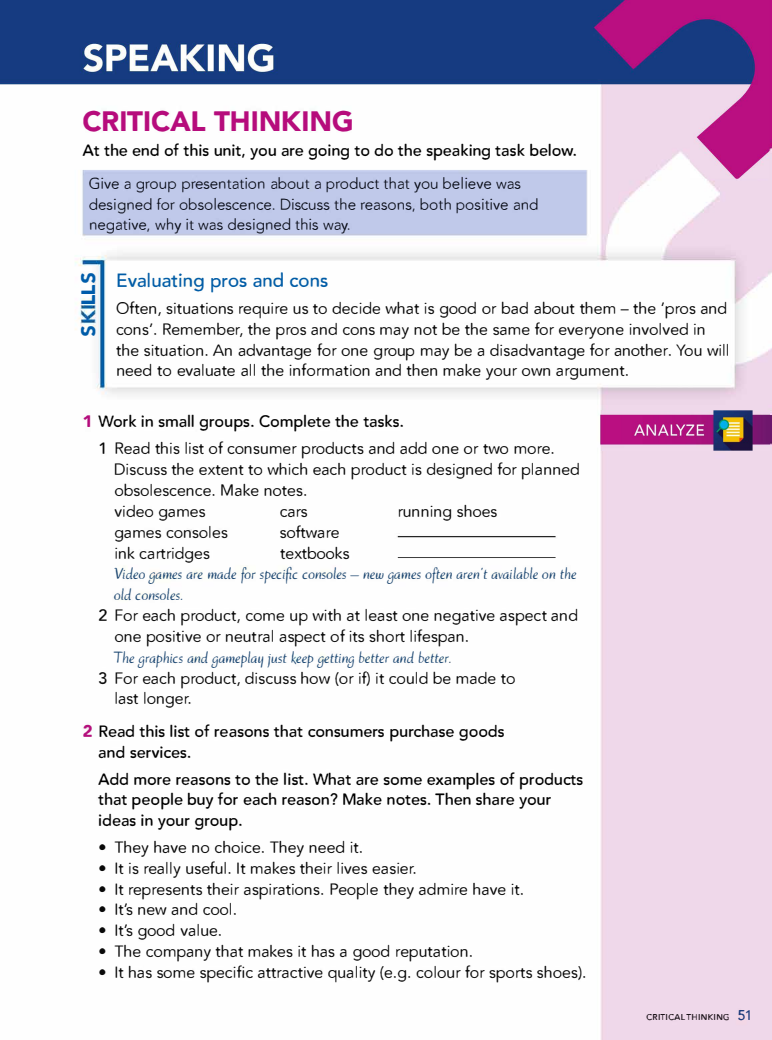 SPEAKING
CRITICAL THINKING
At the end of this unit, you are going to do the speaking task below.
Give a group presentation about a product that you believe was
designed for obsolescence. Discuss the reasons, both positive and
negative, why it was designed this way.
SKILLS
Evaluating pros and cons
Often, situations require us to decide what is good or bad about them – the ‘pros and
cons’. Remember, the pros and cons may not be the same for everyone involved in
the situation. An advantage for one group may be a disadvantage for another. You will
need to evaluate all the information and then make your own argument.
1 Work in small groups. Complete the tasks.
ANALYZE
1 Read this list of consumer products and add one or two more.
Discuss the extent to which each product is designed for planned
obsolescence. Make notes.
video games cars running shoes
games consoles software
ink cartridges textbooks
Video games are made for specific consoles – new games often aren't available on the
old consoles.
2 For each product, come up with at least one negative aspect and
one positive or neutral aspect of its short lifespan.
The graphics and gameplay just keep getting better and better.
3 For each product, discuss how (or if) it could be made to
last longer.
2 Read this list of reasons that consumers purchase goods
and services.
Add more reasons to the list. What are some examples of products
that people buy for each reason? Make notes. Then share your
ideas in your group.
• They have no choice. They need it.
• It is really useful. It makes their lives easier.
• It represents their aspirations. People they admire have it.
• It's new and cool.
• It's good value.
• The company that makes it has a good reputation.
• It has some specific attractive quality (e.g. colour for sports shoes).
CRITICAL THINKING 51